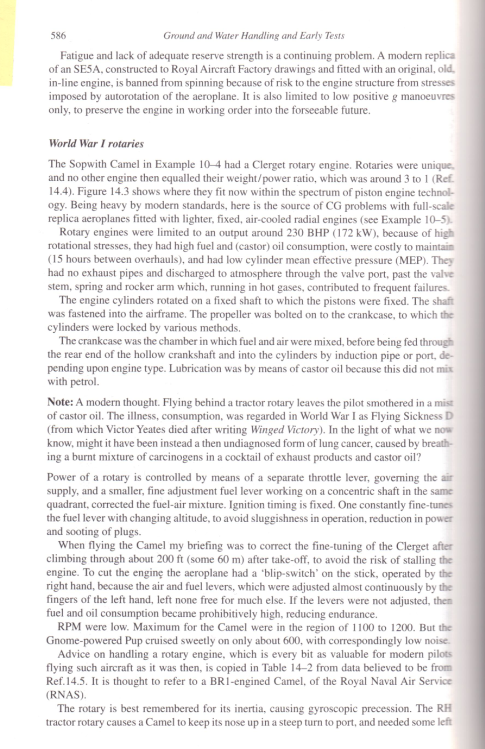 586 Ground and Water Handling and Early Tests
Fatigue and lack of adequate reserve strength is a continuing problem. A modern replica
of an SE5A, constructed to Royal Aircraft Factory drawings and fitted with an original, old,
in-line engine, is banned from spinning because of risk to the engine structure from stresses
imposed by autorotation of the aeroplane. It is also limited to low positive g manoeuvres
only, to preserve the engine in working order into the forseeable future.
World War I rotaries
The Sopwith Camel in Example 10–4 had a Clerget rotary engine. Rotaries were unique,
and no other engine then equalled their weight/power ratio, which was around 3 to 1 (Ref.
14.4). Figure 14.3 shows where they fit now within the spectrum of piston engine technol-
ogy. Being heavy by modern standards, here is the source of CG problems with full-scale
replica aeroplanes fitted with lighter, fixed, air-cooled radial engines (see Example 10–5).
Rotary engines were limited to an output around 230 BHP (172 kW), because of high
rotational stresses, they had high fuel and (castor) oil consumption, were costly to maintain
(15 hours between overhauls), and had low cylinder mean effective pressure (MEP). They
had no exhaust pipes and discharged to atmosphere through the valve port, past the valve
stem, spring and rocker arm which, running in hot gases, contributed to frequent failures.
The engine cylinders rotated on a fixed shaft to which the pistons were fixed. The shaft
was fastened into the airframe. The propeller was bolted on to the crankcase, to which the
cylinders were locked by various methods.
The crankcase was the chamber in which fuel and air were mixed, before being fed through
the rear end of the hollow crankshaft and into the cylinders by induction pipe or port, de-
pending upon engine type. Lubrication was by means of castor oil because this did not mix
with petrol.
Note: A modern thought. Flying behind a tractor rotary leaves the pilot smothered in a mist
of castor oil. The illness, consumption, was regarded in World War I as Flying Sickness D
(from which Victor Yeates died after writing Winged Victory). In the light of what we now
know, might it have been instead a then undiagnosed form of lung cancer, caused by breath-
ing a burnt mixture of carcinogens in a cocktail of exhaust products and castor oil?
Power of a rotary is controlled by means of a separate throttle lever, governing the air
supply, and a smaller, fine adjustment fuel lever working on a concentric shaft in the same
quadrant, corrected the fuel-air mixture. Ignition timing is fixed. One constantly fine-tunes
the fuel lever with changing altitude, to avoid sluggishness in operation, reduction in power
and sooting of plugs.
When flying the Camel my briefing was to correct the fine-tuning of the Clerget after
climbing through about 200 ft (some 60 m) after take-off, to avoid the risk of stalling the
engine. To cut the engine the aeroplane had a ‘blip-switch’ on the stick, operated by the
right hand, because the air and fuel levers, which were adjusted almost continuously by the
fingers of the left hand, left none free for much else. If the levers were not adjusted, then
fuel and oil consumption became prohibitively high, reducing endurance.
RPM were low. Maximum for the Camel were in the region of 1100 to 1200. But the
Gnome-powered Pup cruised sweetly on only about 600, with correspondingly low noise.
Advice on handling a rotary engine, which is every bit as valuable for modern pilots
flying such aircraft as it was then, is copied in Table 14–2 from data believed to be from
Ref.14.5. It is thought to refer to a BR1-engined Camel, of the Royal Naval Air Service
(RNAS).
The rotary is best remembered for its inertia, causing gyroscopic precession. The RH
tractor rotary causes a Camel to keep its nose up in a steep turn to port, and needed some left